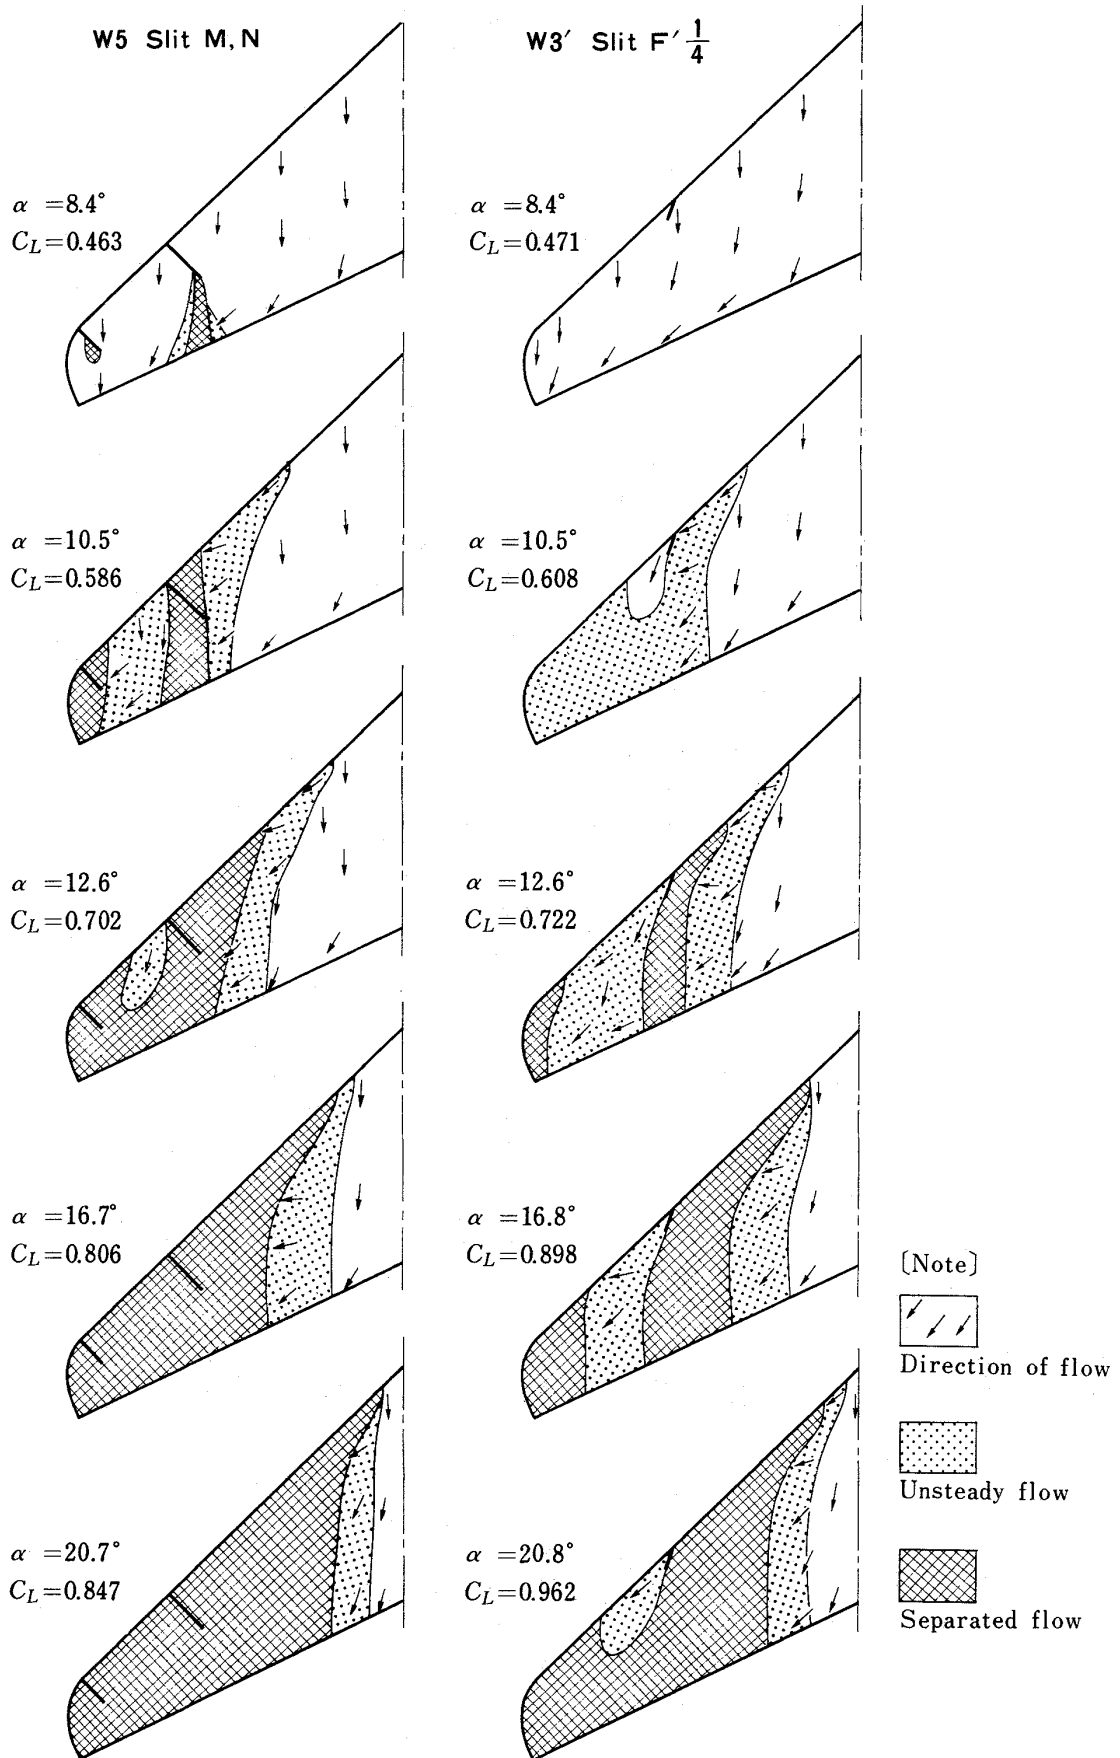 W5 Slit M, N
α =8.4°
C_L=0.463
α =10.5°
C_L=0.586
α =12.6°
C_L=0.702
α =16.7°
C_L=0.806
α =20.7°
C_L=0.847
W3′ Slit F′ 1/4
α =8.4°
C_L=0.471
α =10.5°
C_L=0.608
α =12.6°
C_L=0.722
α =16.8°
C_L=0.898
α =20.8°
C_L=0.962
[Note]
Direction of flow
Unsteady flow
Separated flow